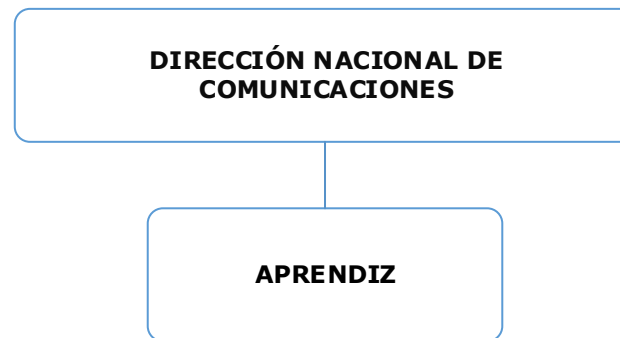 DIRECCIÓN NACIONAL DE
COMUNICACIONES
APRENDIZ